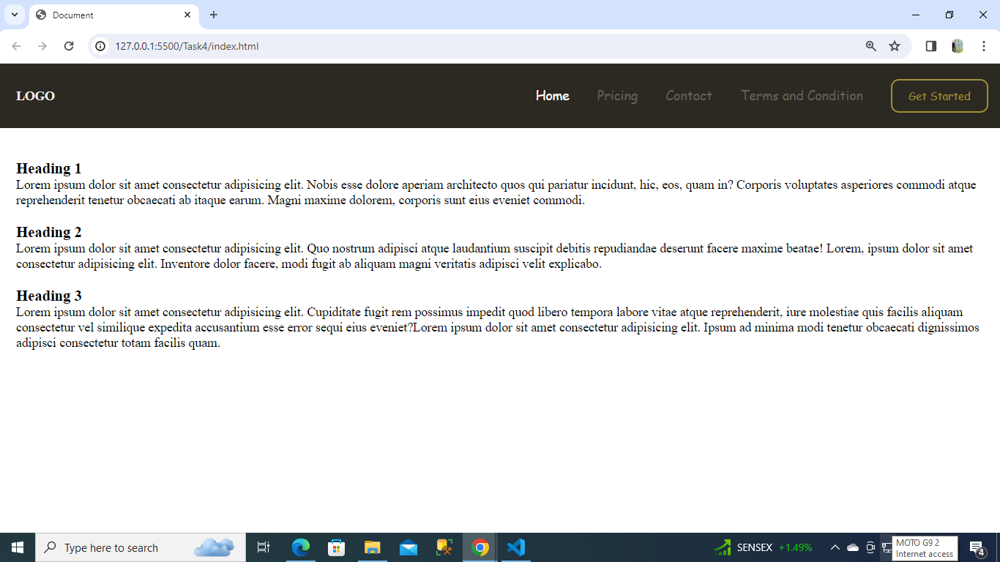 Document
127.0.0.1:5500/Task4/index.html
LOGO Home Pricing Contact Terms and Condition Get Started
Heading 1
Lorem ipsum dolor sit amet consectetur adipisicing elit. Nobis esse dolore aperiam architecto quos qui pariatur incidunt, hic, eos, quam in? Corporis voluptates asperiores commodi atque
reprehenderit tenetur obcaecati ab itaque earum. Magni maxime dolorem, corporis sunt eius eveniet commodi.
Heading 2
Lorem ipsum dolor sit amet consectetur adipisicing elit. Quo nostrum adipisci atque laudantium suscipit debitis repudiandae deserunt facere maxime beatae! Lorem, ipsum dolor sit amet
consectetur adipisicing elit. Inventore dolor facere, modi fugit ab aliquam magni veritatis adipisci velit explicabo.
Heading 3
Lorem ipsum dolor sit amet consectetur adipisicing elit. Cupiditate fugit rem possimus impedit quod libero tempora labore vitae atque reprehenderit, iure molestiae quis facilis aliquam
consectetur vel similique expedita accusantium esse error sequi eius eveniet?Lorem ipsum dolor sit amet consectetur adipisicing elit. Ipsum ad minima modi tenetur obcaecati dignissimos
adipisci consectetur totam facilis quam.
Type here to search
SENSEX +1.49%
MOTO G9 2
Internet access
4